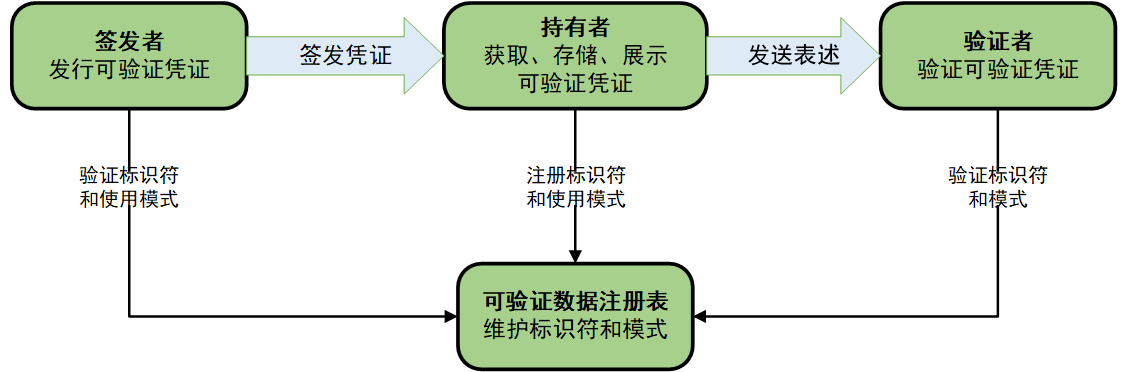 签发者
发行可验证凭证
签发凭证
持有者
获取、存储、展示
可验证凭证
发送表述
验证者
验证可验证凭证
验证标识符
和使用模式
注册标识符
和使用模式
验证标识符
和模式
可验证数据注册表
维护标识符和模式